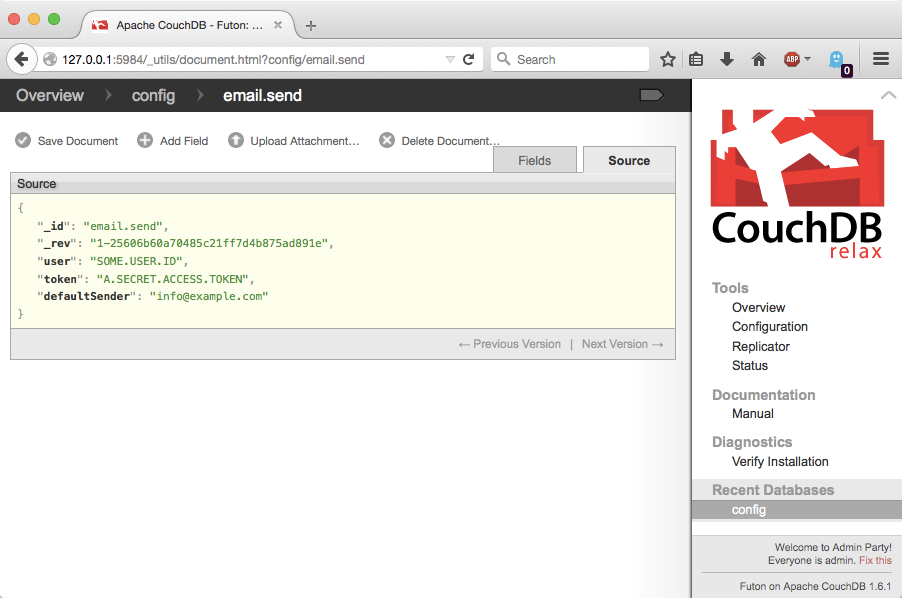 Apache CouchDB - Futon: ...
127.0.0.1:5984/_utils/document.html?config/email.send
Search
ABP
0
Overview
config
email.send
Save Document
Add Field
Upload Attachment…
Delete Document…
Fields
Source
Source
{
"_id": "email.send",
"_rev": "1-25606b60a70485c21ff7d4b875ad891e",
"user": "SOME.USER.ID",
"token": "A.SECRET.ACCESS.TOKEN",
"defaultSender": "info@example.com"
}
← Previous Version | Next Version →
CouchDB
relax
Tools
Overview
Configuration
Replicator
Status
Documentation
Manual
Diagnostics
Verify Installation
Recent Databases
config
Welcome to Admin Party!
Everyone is admin. Fix this
Futon on Apache CouchDB 1.6.1